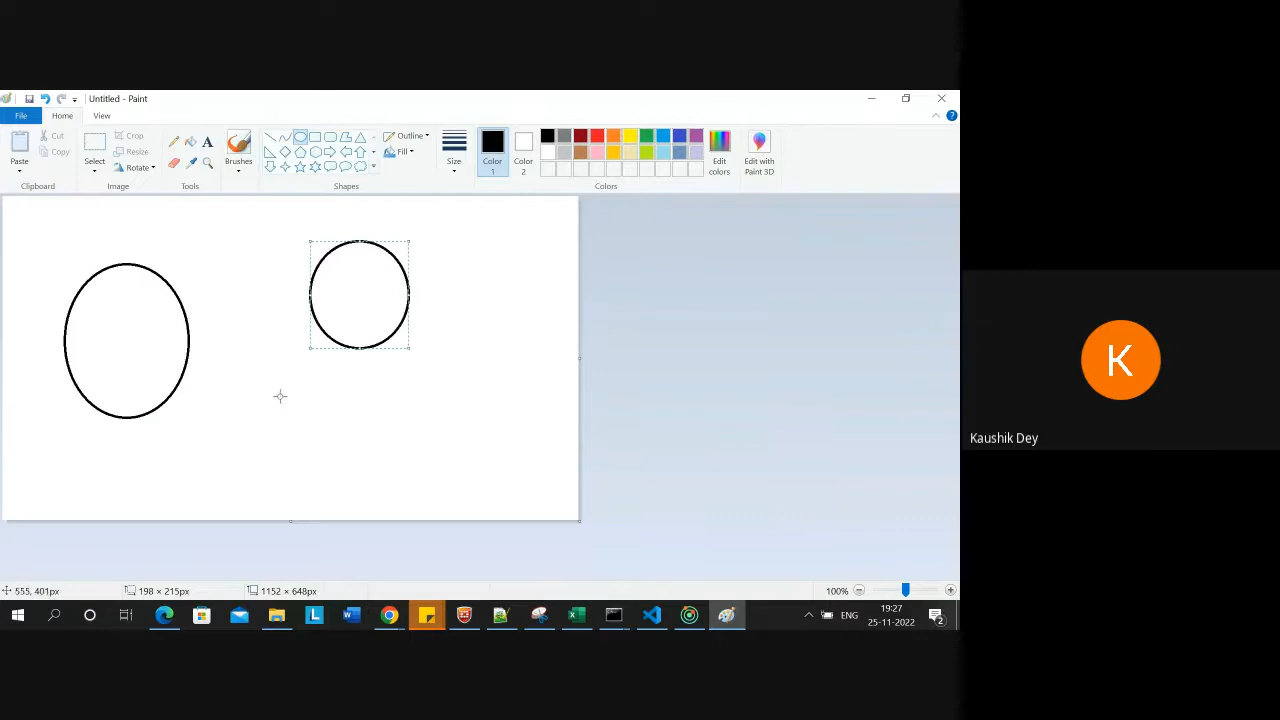 Untitled - Paint
File
Home
View
Paste
Cut
Copy
Clipboard
Select
Crop
Resize
Rotate
Image
A
Tools
Brushes
Shapes
Outline
Fill
Size
Color
1
Color
2
Edit
colors
Colors
Edit with
Paint 3D
K
Kaushik Dey
555, 401px
198 × 215px
1152 × 648px
100%
L
ENG
19:27
25-11-2022
2